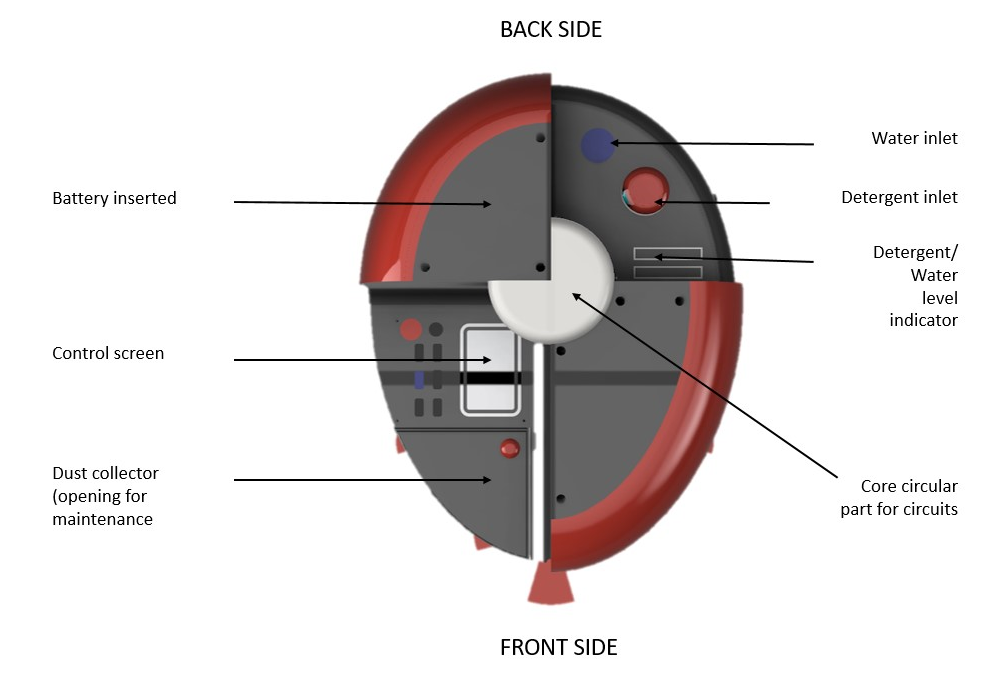 BACK SIDE
Water inlet
Battery inserted
Detergent inlet
Detergent/
Water
level
indicator
Control screen
Dust collector
(opening for
maintenance
Core circular
part for circuits
FRONT SIDE